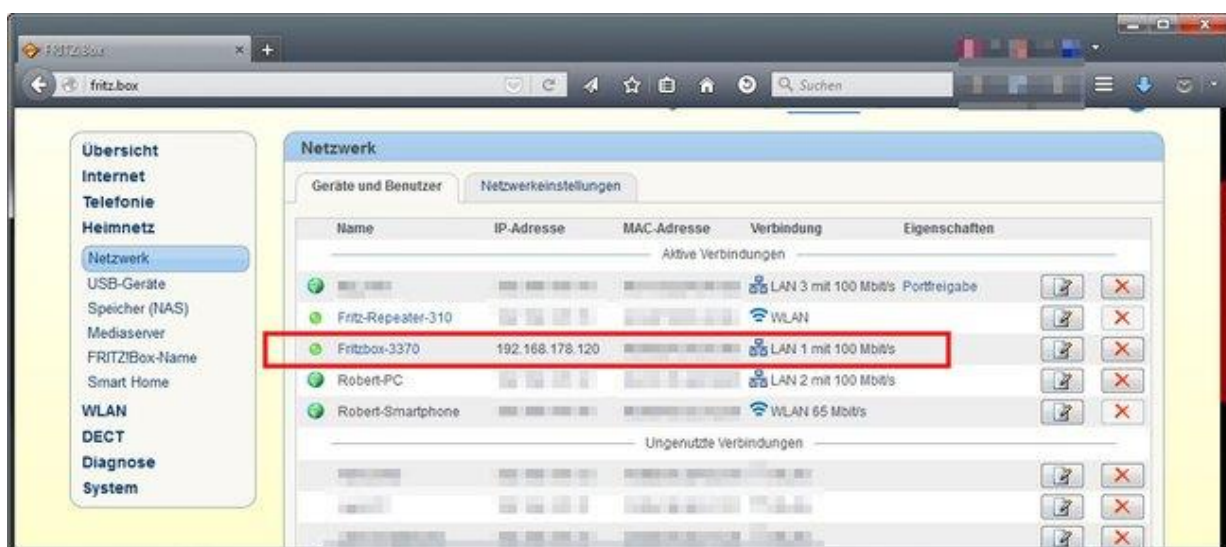 FRITZ!Box
fritz.box
Suchen
Übersicht
Internet
Telefonie
Heimnetz
Netzwerk
USB-Geräte
Speicher (NAS)
Mediaserver
FRITZ!Box-Name
Smart Home
WLAN
DECT
Diagnose
System
Netzwerk
Geräte und Benutzer Netzwerkeinstellungen
Name IP-Adresse MAC-Adresse Verbindung Eigenschaften
Aktive Verbindungen
LAN 3 mit 100 Mbit/s Portfreigabe
Fritz-Repeater-310 WLAN
Fritzbox-3370 192.168.178.120 LAN 1 mit 100 Mbit/s
Robert-PC LAN 2 mit 100 Mbit/s
Robert-Smartphone WLAN 65 Mbit/s
Ungenutzte Verbindungen